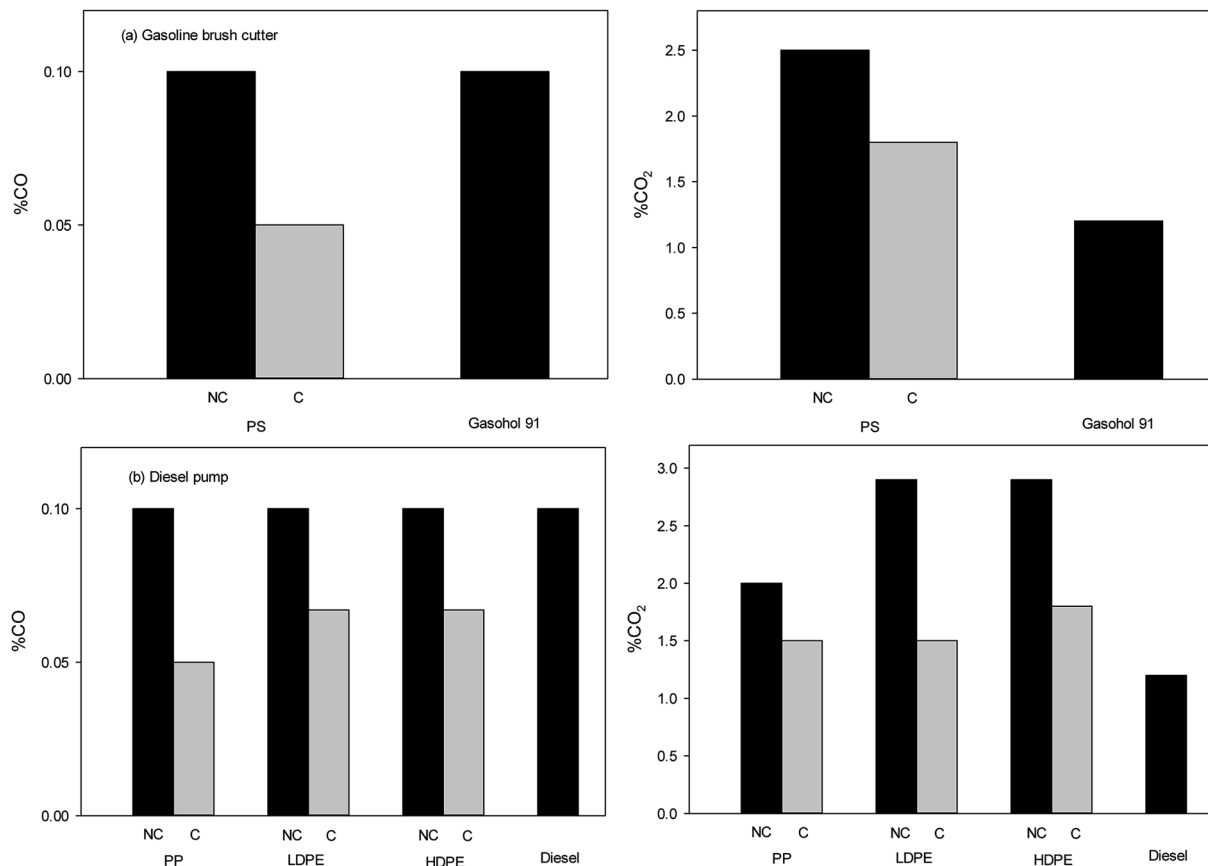 (a) Gasoline brush cutter
%CO
0.10
0.05
0.00
NC C
PS Gasohol 91
%CO₂
2.5
2.0
1.5
1.0
0.5
0.0
NC C
PS Gasohol 91
(b) Diesel pump
%CO
0.10
0.05
0.00
NC C NC C NC C
PP LDPE HDPE Diesel
%CO₂
3.0
2.5
2.0
1.5
1.0
0.5
0.0
NC C NC C NC C
PP LDPE HDPE Diesel